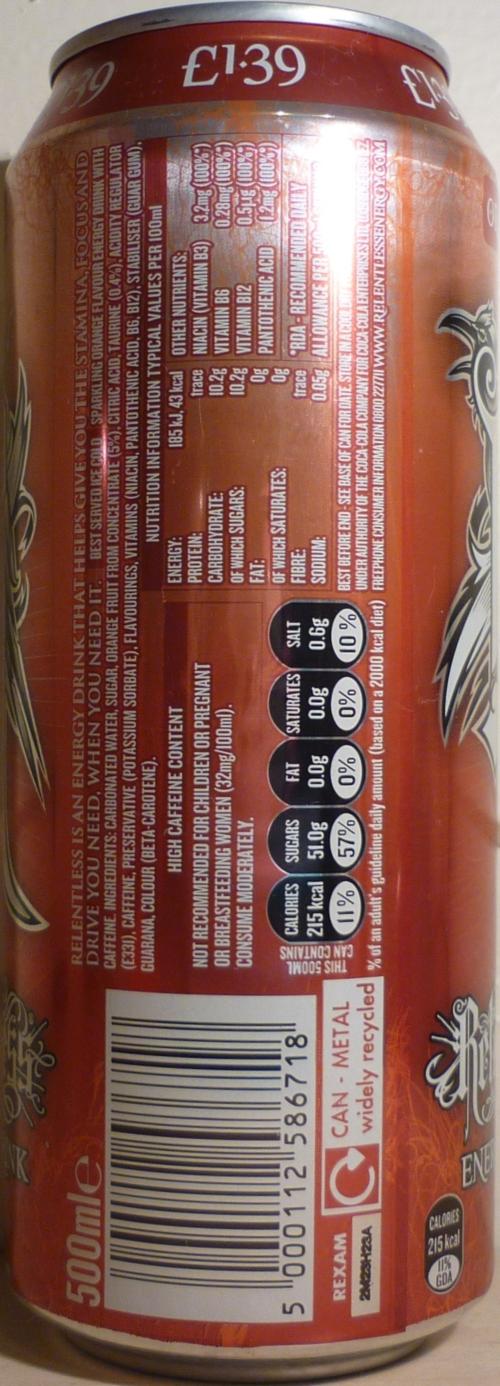 £1·39
RELENTLESS IS AN ENERGY DRINK THAT HELPS GIVE YOU THE STAMINA, FOCUS AND
DRIVE YOU NEED, WHEN YOU NEED IT. BEST SERVED ICE COLD. SPARKLING ORANGE FLAVOUR ENERGY DRINK WITH
CAFFEINE. INGREDIENTS: CARBONATED WATER, SUGAR, ORANGE FRUIT FROM CONCENTRATE (5%), CITRIC ACID, TAURINE (0.4%), ACIDITY REGULATOR
(E331), CAFFEINE, PRESERVATIVE (POTASSIUM SORBATE), FLAVOURINGS, VITAMINS (NIACIN, PANTOTHENIC ACID, B6, B12), STABILISER (GUAR GUM),
GUARANA, COLOUR (BETA-CAROTENE).
HIGH CAFFEINE CONTENT
NOT RECOMMENDED FOR CHILDREN OR PREGNANT
OR BREASTFEEDING WOMEN (32mg/100ml).
CONSUME MODERATELY.
NUTRITION INFORMATION TYPICAL VALUES PER 100ml
ENERGY: 185 kJ, 43 kcal
PROTEIN: trace
CARBOHYDRATE: 10.2g
OF WHICH SUGARS: 10.2g
FAT: 0g
OF WHICH SATURATES: 0g
FIBRE: trace
SODIUM: 0.05g
OTHER NUTRIENTS:
NIACIN (VITAMIN B3) 3.2mg
VITAMIN B6 0.28mg
VITAMIN B12
PANTOTHENIC ACID 1.2mg
*RDA - RECOMMENDED DAILY
ALLOWANCE
BEST BEFORE END - SEE BASE OF CAN FOR DATE. STORE IN A COOL
UNDER AUTHORITY OF THE COCA-COLA COMPANY BY COCA-COLA ENTERPRISES
FREEPHONE CONSUMER INFORMATION 0800 227711 WWW.RELENTLESSENERGY.COM
THIS 500ML
CAN CONTAINS
CALORIES
215 kcal
11%
SUGARS
51.0g
57%
FAT
0.0g
0%
SATURATES
0.0g
0%
SALT
0.6g
10%
% of an adult's guideline daily amount (based on a 2000 kcal diet)
500ml℮
5 000112 586718
REXAM
2M23H23A
CAN - METAL
widely recycled
CALORIES
215 kcal
11%
GDA